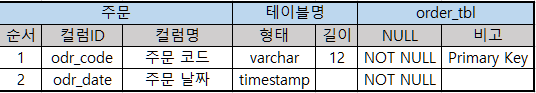 주문 테이블명 order_tbl
순서 컬럼ID 컬럼명 형태 길이 NULL 비고
1 odr_code 주문 코드 varchar 12 NOT NULL Primary Key
2 odr_date 주문 날짜 timestamp NOT NULL